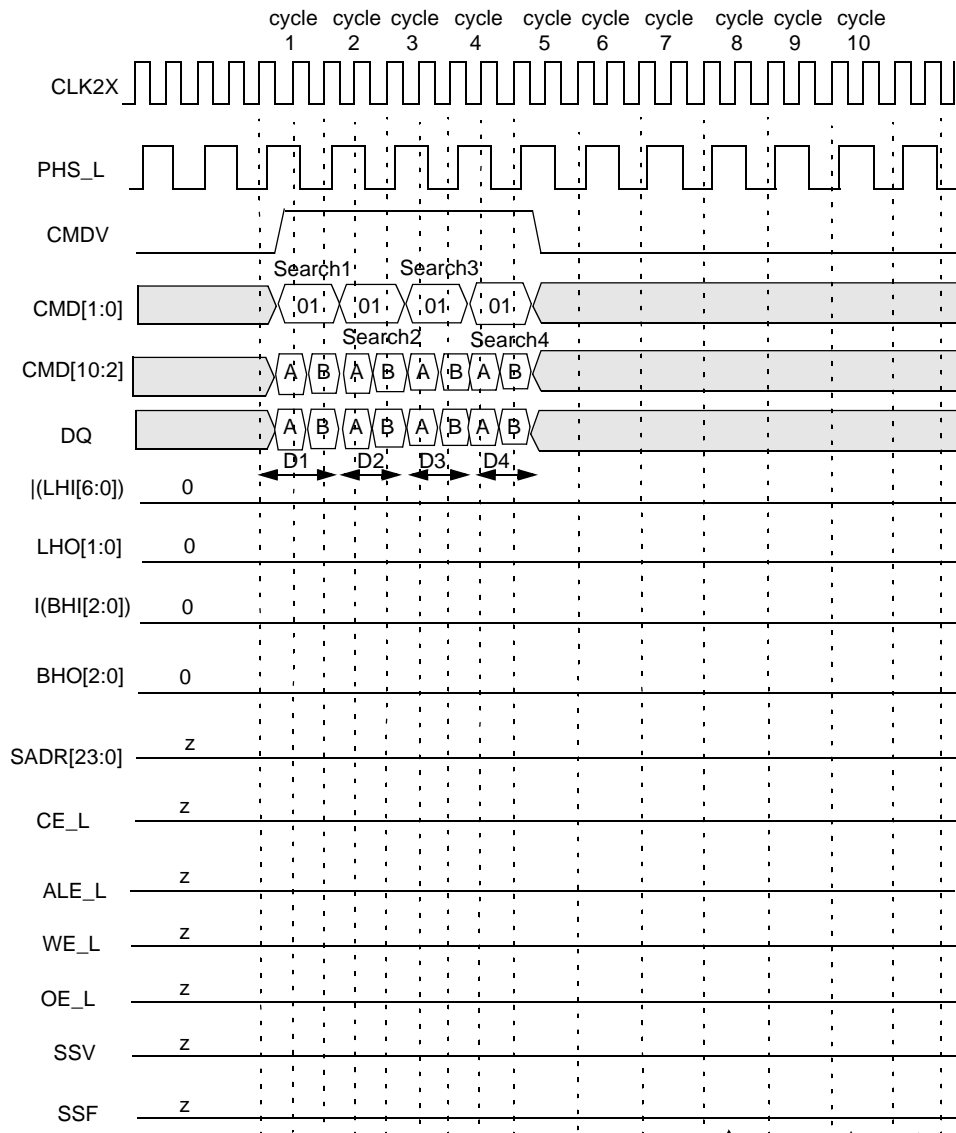 cycle cycle cycle cycle cycle cycle cycle cycle cycle cycle
1 2 3 4 5 6 7 8 9 10
CLK2X
PHS_L
CMDV
Search1 Search3
CMD[1:0] 01 01 01 01
Search2 Search4
CMD[10:2] A B A B A B A B
DQ A B A B A B A B
D1 D2 D3 D4
|(LHI[6:0]) 0
LHO[1:0] 0
I(BHI[2:0]) 0
BHO[2:0] 0
SADR[23:0] z
CE_L z
ALE_L z
WE_L z
OE_L z
SSV z
SSF z